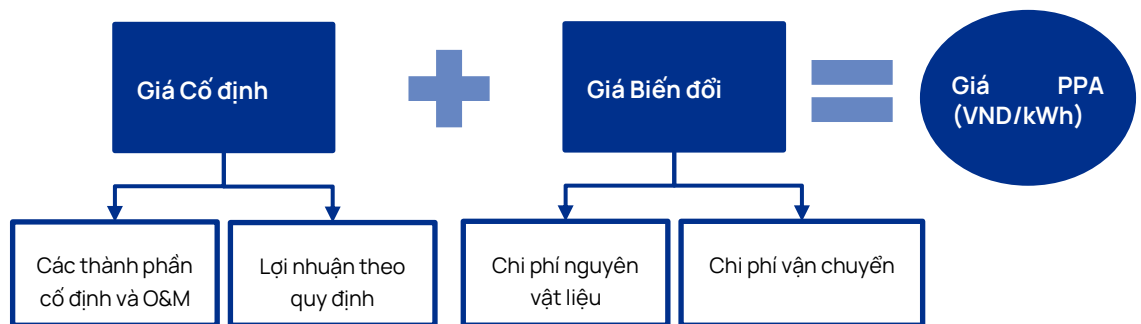 Giá Cố định
Giá Biến đổi
Giá PPA
(VND/kWh)
Các thành phần
cố định và O&M
Lợi nhuận theo
quy định
Chi phí nguyên
vật liệu
Chi phí vận chuyển